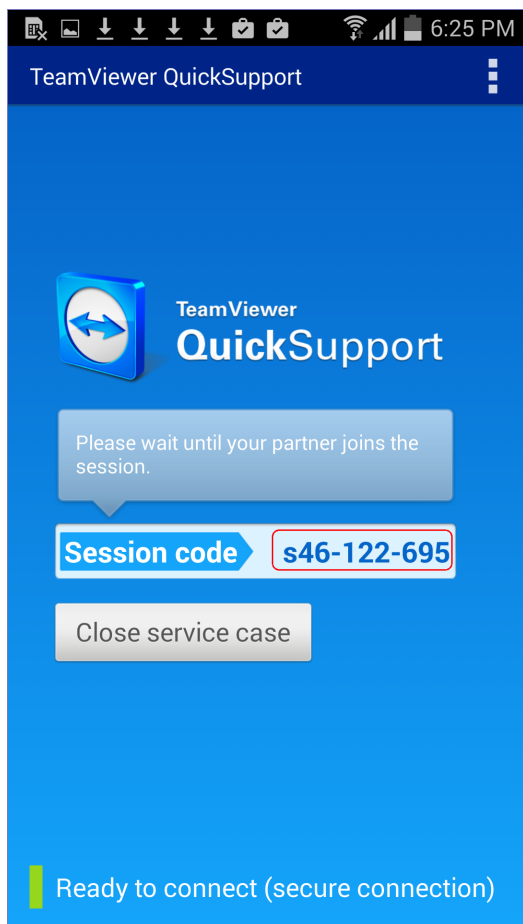 6:25 PM
TeamViewer QuickSupport
TeamViewer
QuickSupport
Please wait until your partner joins the
session.
Session code s46-122-695
Close service case
Ready to connect (secure connection)